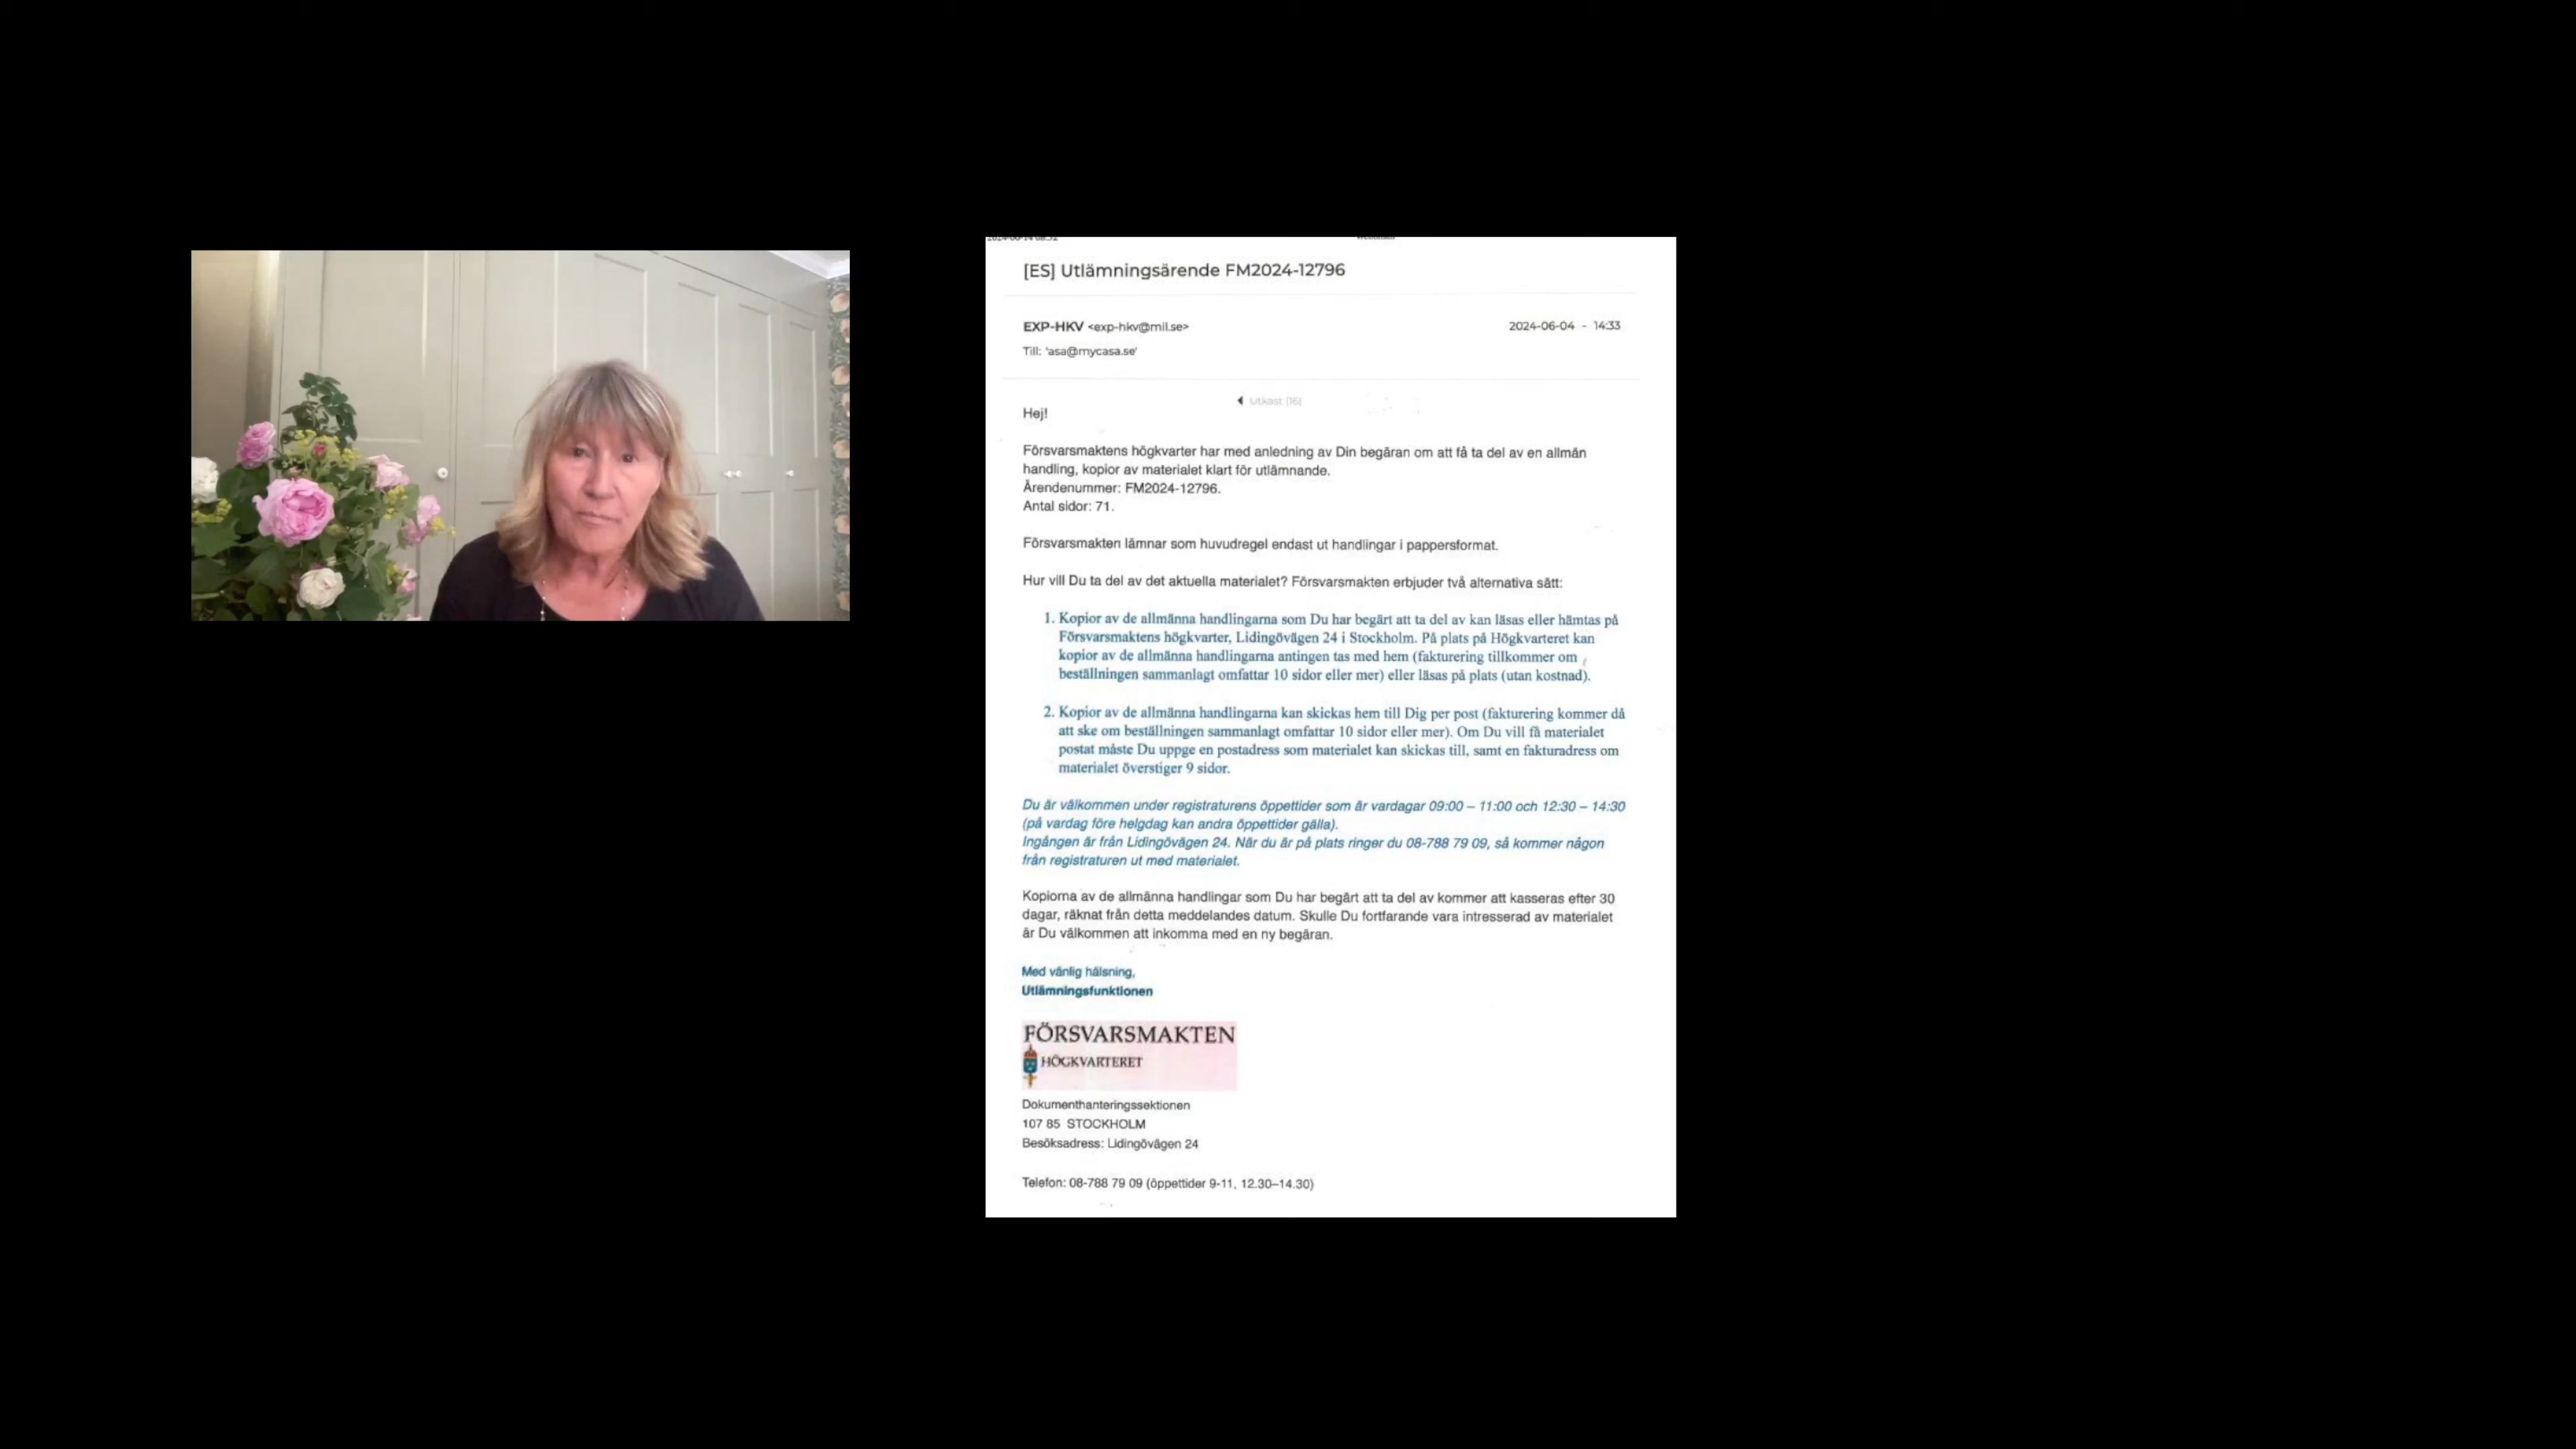 [ES] Utlämningsärende FM2024-12796
EXP-HKV <exp-hkv@mil.se>
2024-06-04 - 14:33
Till: 'asa@mycasa.se'
Utkast (16)
Hej!
Försvarsmaktens högkvarter har med anledning av Din begäran om att få ta del av en allmän
handling, kopior av materialet klart för utlämnande.
Ärendenummer: FM2024-12796.
Antal sidor: 71.
Försvarsmakten lämnar som huvudregel endast ut handlingar i pappersformat.
Hur vill Du ta del av det aktuella materialet? Försvarsmakten erbjuder två alternativa sätt:
1. Kopior av de allmänna handlingarna som Du har begärt att ta del av kan läsas eller hämtas på
Försvarsmaktens högkvarter, Lidingövägen 24 i Stockholm. På plats på Högkvarteret kan
kopior av de allmänna handlingarna antingen tas med hem (fakturering tillkommer om
beställningen sammanlagt omfattar 10 sidor eller mer) eller läsas på plats (utan kostnad).
2. Kopior av de allmänna handlingarna kan skickas hem till Dig per post (fakturering kommer då
att ske om beställningen sammanlagt omfattar 10 sidor eller mer). Om Du vill få materialet
postat måste Du uppge en postadress som materialet kan skickas till, samt en fakturadress om
materialet överstiger 9 sidor.
Du är välkommen under registraturens öppettider som är vardagar 09:00 – 11:00 och 12:30 – 14:30
(på vardag före helgdag kan andra öppettider gälla).
Ingången är från Lidingövägen 24. När du är på plats ringer du 08-788 79 09, så kommer någon
från registraturen ut med materialet.
Kopiorna av de allmänna handlingar som Du har begärt att ta del av kommer att kasseras efter 30
dagar, räknat från detta meddelandes datum. Skulle Du fortfarande vara intresserad av materialet
är Du välkommen att inkomma med en ny begäran.
Med vänlig hälsning,
Utlämningsfunktionen
FÖRSVARSMAKTEN
HÖGKVARTERET
Dokumenthanteringssektionen
107 85 STOCKHOLM
Besöksadress: Lidingövägen 24
Telefon: 08-788 79 09 (öppettider 9-11, 12.30–14.30)